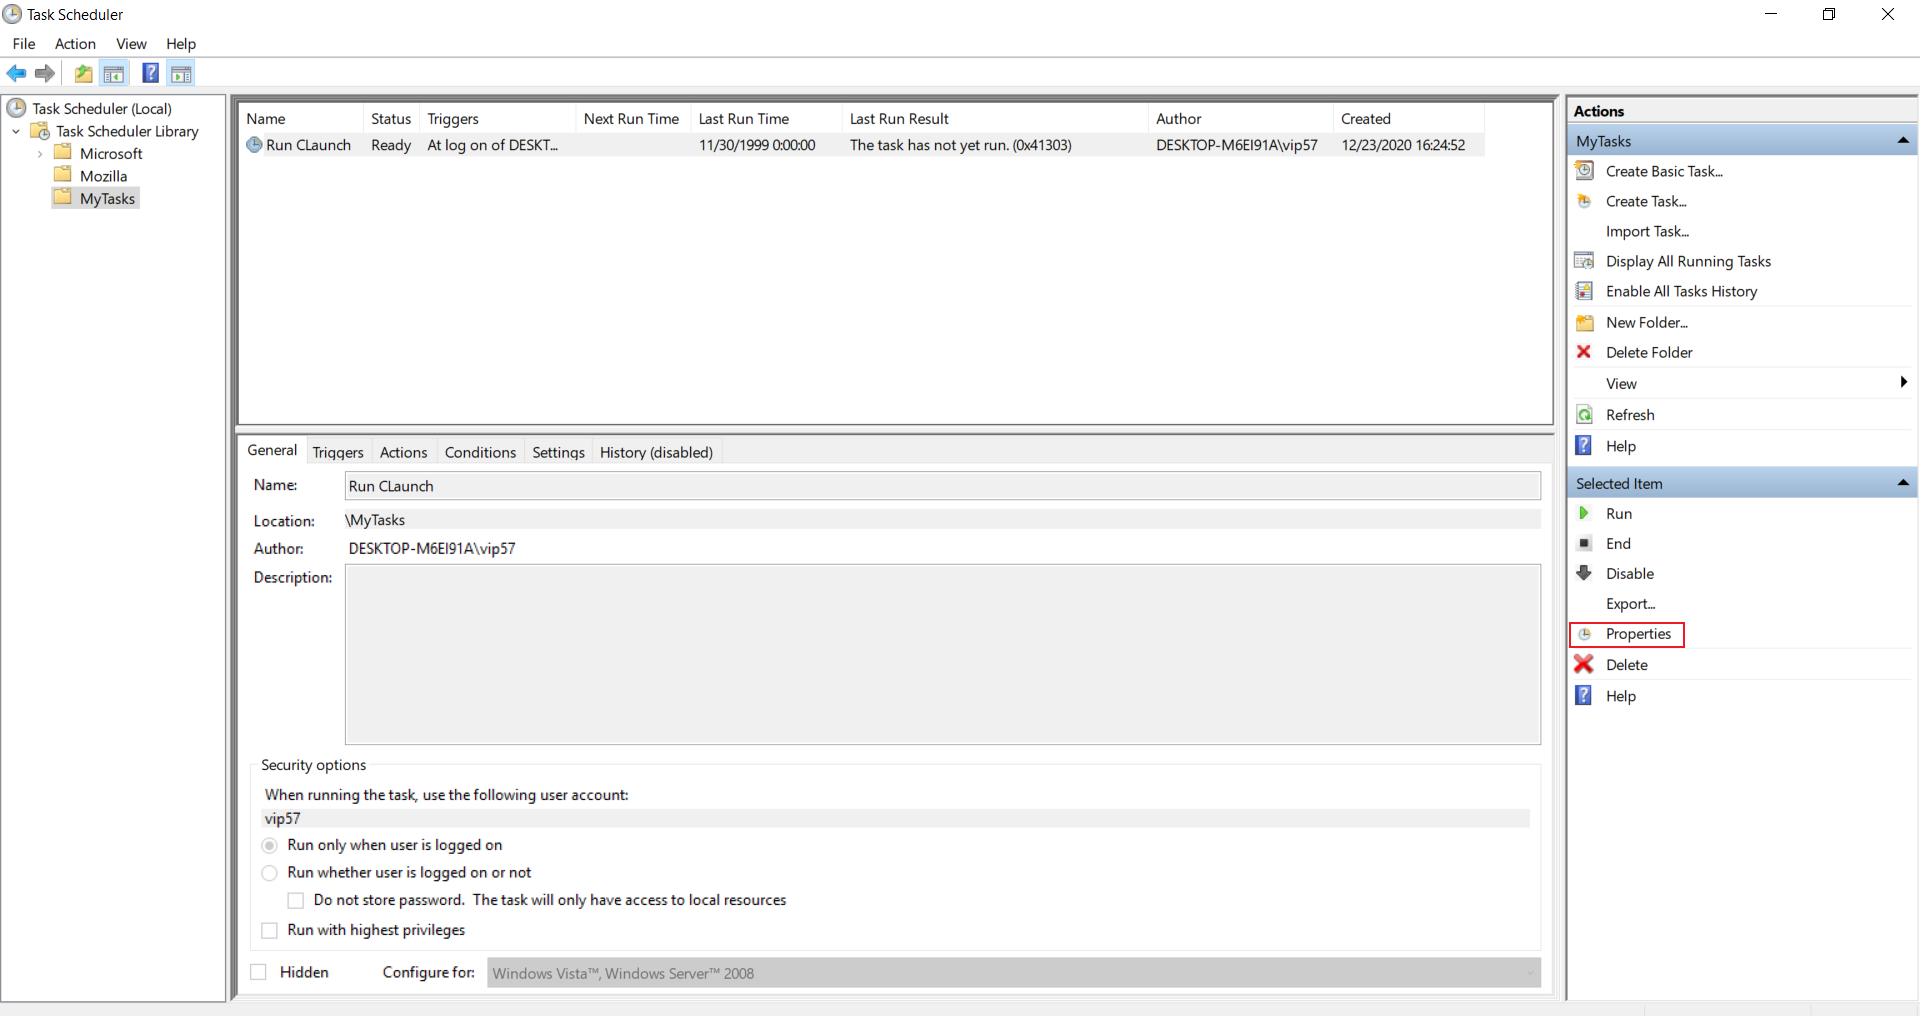 Task Scheduler
File Action View Help
Task Scheduler (Local)
Task Scheduler Library
Microsoft
Mozilla
MyTasks
Name Status Triggers Next Run Time Last Run Time Last Run Result Author Created
Run CLaunch Ready At log on of DESKT... 11/30/1999 0:00:00 The task has not yet run. (0x41303) DESKTOP-M6EI91A\vip57 12/23/2020 16:24:52
General Triggers Actions Conditions Settings History (disabled)
Name: Run CLaunch
Location: \MyTasks
Author: DESKTOP-M6EI91A\vip57
Description:
Security options
When running the task, use the following user account:
vip57
Run only when user is logged on
Run whether user is logged on or not
Do not store password. The task will only have access to local resources
Run with highest privileges
Hidden Configure for: Windows Vista™, Windows Server™ 2008
Actions
MyTasks
Create Basic Task...
Create Task...
Import Task...
Display All Running Tasks
Enable All Tasks History
New Folder...
Delete Folder
View
Refresh
Help
Selected Item
Run
End
Disable
Export...
Properties
Delete
Help